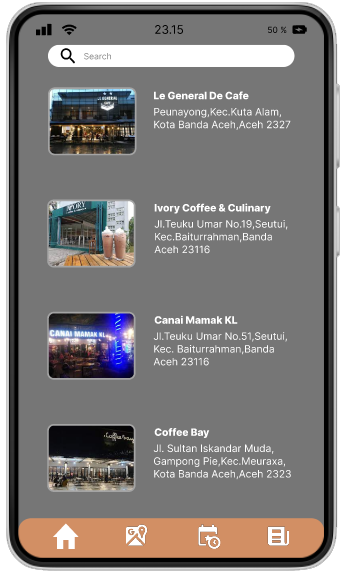 23.15
50 %
Search
LE GENERAL
CAFE
Le General De Cafe
Peunayong,Kec.Kuta Alam,
Kota Banda Aceh,Aceh 2327
Ivory Coffee & Culinary
Jl.Teuku Umar No.19,Seutui,
Kec.Baiturrahman,Banda
Aceh 23116
CANAI MAMAK KL
Canai Mamak KL
Jl.Teuku Umar No.51,Seutui,
Kec. Baiturrahman,Banda
Aceh 23116
Coffee Bay
Jl. Sultan Iskandar Muda,
Gampong Pie,Kec.Meuraxa,
Kota Banda Aceh,Aceh 2323